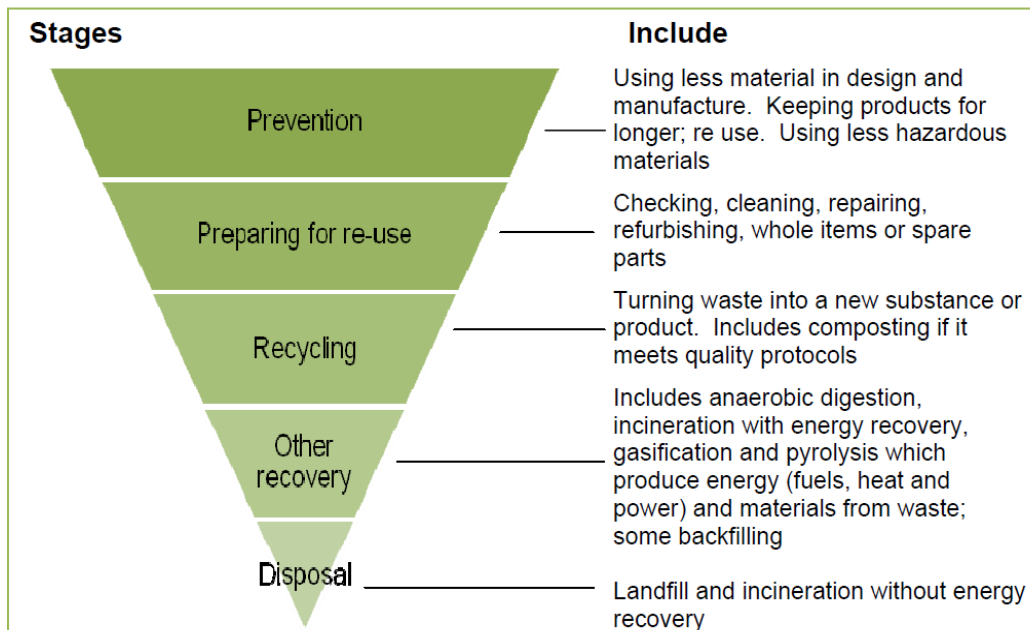 Stages
Include
Prevention
Using less material in design and
manufacture.  Keeping products for
longer; re use.  Using less hazardous
materials
Preparing for re-use
Checking, cleaning, repairing,
refurbishing, whole items or spare
parts
Recycling
Turning waste into a new substance or
product.  Includes composting if it
meets quality protocols
Other
recovery
Includes anaerobic digestion,
incineration with energy recovery,
gasification and pyrolysis which
produce energy (fuels, heat and
power) and materials from waste;
some backfilling
Disposal
Landfill and incineration without energy
recovery